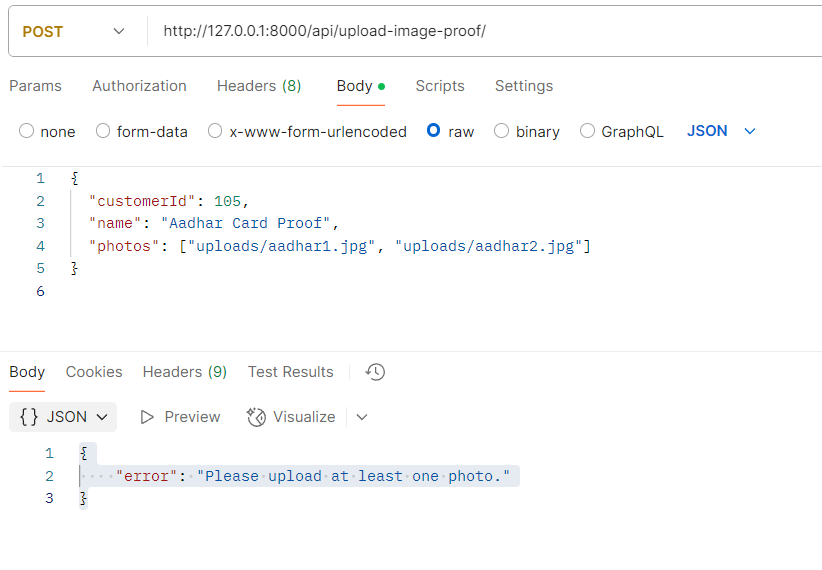 POST http://127.0.0.1:8000/api/upload-image-proof/
Params Authorization Headers (8) Body Scripts Settings
none form-data x-www-form-urlencoded raw binary GraphQL JSON
1 {
2 "customerId": 105,
3 "name": "Aadhar Card Proof",
4 "photos": ["uploads/aadhar1.jpg", "uploads/aadhar2.jpg"]
5 }
6
Body Cookies Headers (9) Test Results
{} JSON Preview Visualize
1 {
2 "error": "Please upload at least one photo."
3 }